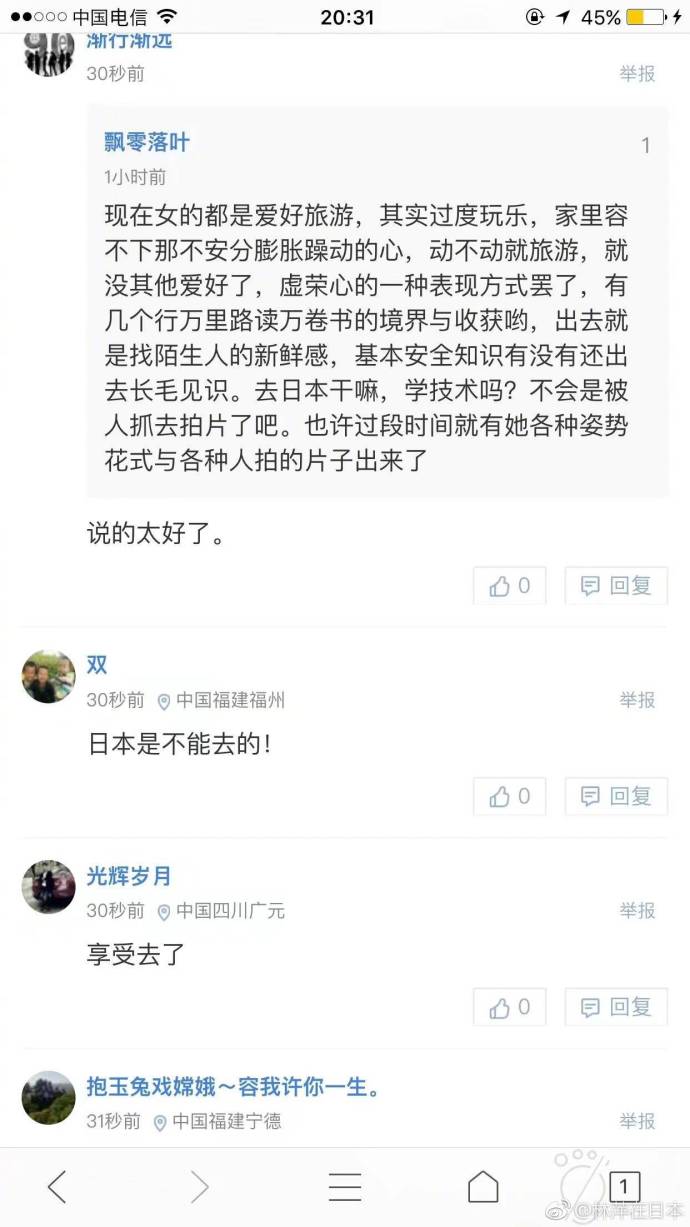 中国电信 20:31 45%
渐行渐远
30秒前 举报
飘零落叶 1
1小时前
现在女的都是爱好旅游，其实过度玩乐，家里容
不下那不安分膨胀躁动的心，动不动就旅游，就
没其他爱好了，虚荣心的一种表现方式罢了，有
几个行万里路读万卷书的境界与收获哟，出去就
是找陌生人的新鲜感，基本安全知识有没有还出
去长毛见识。去日本干嘛，学技术吗？不会是被
人抓去拍片了吧。也许过段时间就有她各种姿势
花式与各种人拍的片子出来了
说的太好了。
0 回复
双
30秒前 中国福建福州 举报
日本是不能去的！
0 回复
光辉岁月
30秒前 中国四川广元 举报
享受去了
0 回复
抱玉兔戏嫦娥～容我许你一生。
31秒前 中国福建宁德 举报
1
@林萍在日本